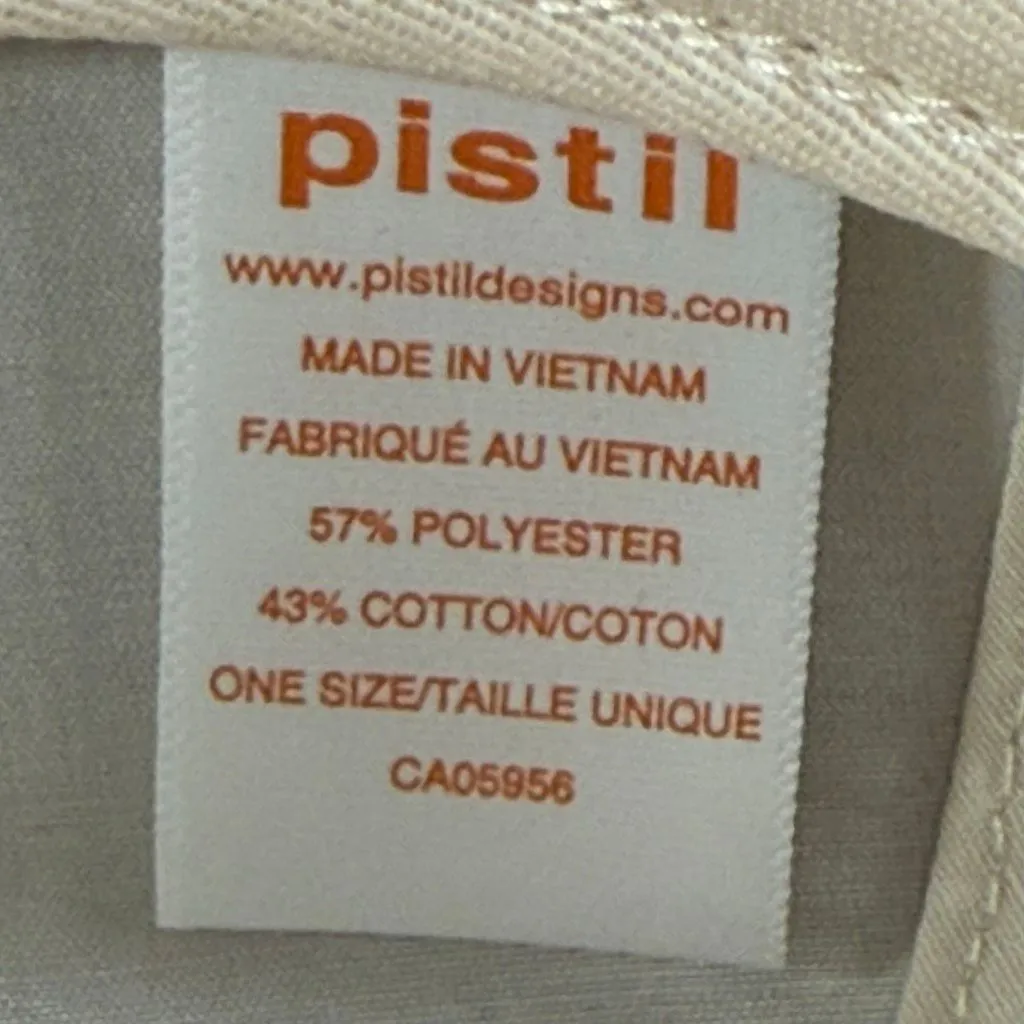 pistil
www.pistildesigns.com
MADE IN VIETNAM
FABRIQUÉ AU VIETNAM
57% POLYESTER
43% COTTON/COTON
ONE SIZE/TAILLE UNIQUE
CA05956